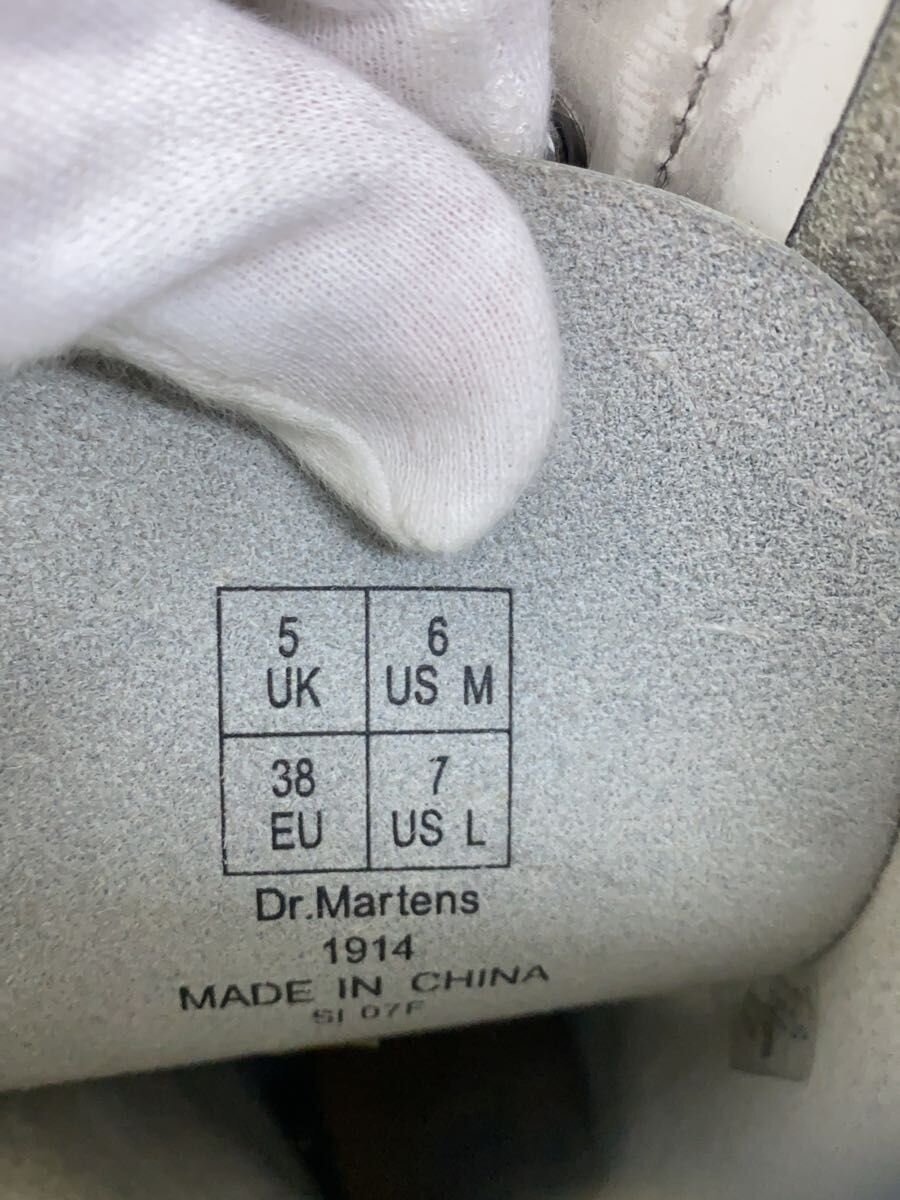 5 6
UK US M
38 7
EU US L
Dr.Martens
1914
MADE IN CHINA
SI 07F